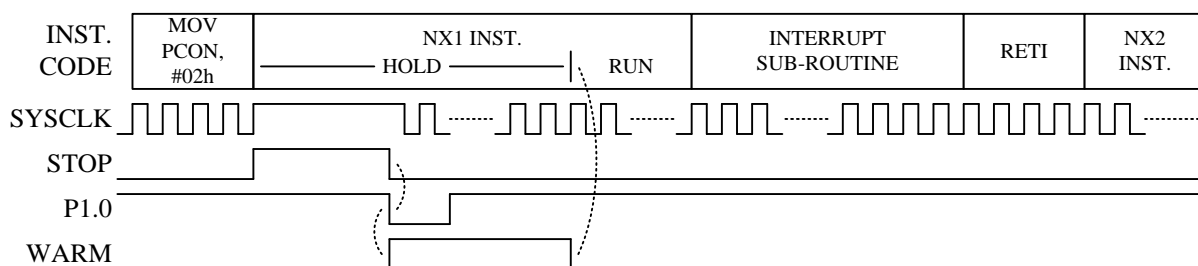 INST.
CODE
MOV
PCON,
#02h
NX1 INST.
HOLD
RUN
INTERRUPT
SUB-ROUTINE
RETI
NX2
INST.
SYSCLK
STOP
P1.0
WARM